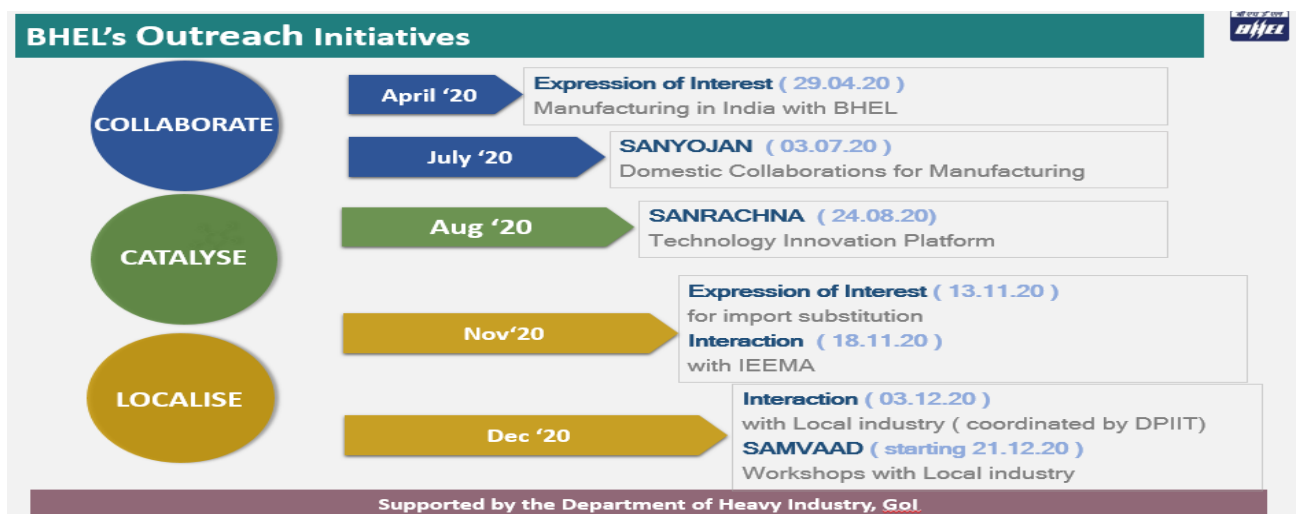 BHEL's Outreach Initiatives
BHEL
COLLABORATE
April ‘20
Expression of Interest ( 29.04.20 )
Manufacturing in India with BHEL
July ‘20
SANYOJAN ( 03.07.20 )
Domestic Collaborations for Manufacturing
CATALYSE
Aug ‘20
SANRACHNA ( 24.08.20)
Technology Innovation Platform
Nov‘20
Expression of Interest ( 13.11.20 )
for import substitution
Interaction ( 18.11.20 )
with IEEMA
LOCALISE
Dec ‘20
Interaction ( 03.12.20 )
with Local industry ( coordinated by DPIIT)
SAMVAAD ( starting 21.12.20 )
Workshops with Local industry
Supported by the Department of Heavy Industry, GoI